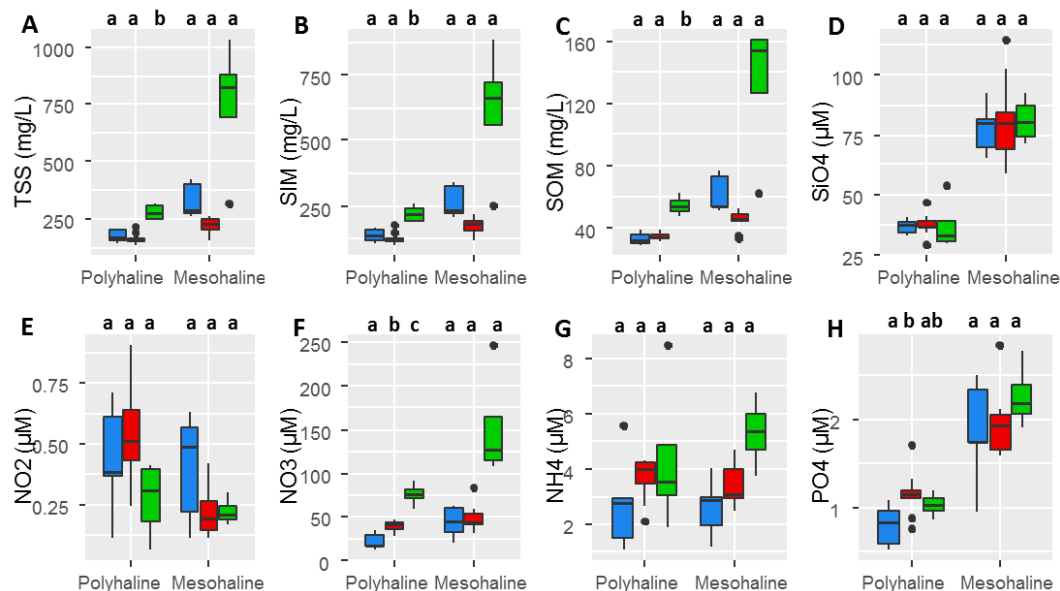 A
a a b a a a
TSS (mg/L)
1000
750
500
250
Polyhaline Mesohaline
B
a a b a a a
SIM (mg/L)
750
500
250
Polyhaline Mesohaline
C
a a b a a a
SOM (mg/L)
160
120
80
40
Polyhaline Mesohaline
D
a a a a a a
SiO4 (µM)
100
75
50
25
Polyhaline Mesohaline
E
a a a a a a
NO2 (µM)
0.75
0.50
0.25
Polyhaline Mesohaline
F
a b c a a a
NO3 (µM)
250
200
150
100
50
0
Polyhaline Mesohaline
G
a a a a a a
NH4 (µM)
8
6
4
2
Polyhaline Mesohaline
H
a b ab a a a
PO4 (µM)
2
1
Polyhaline Mesohaline